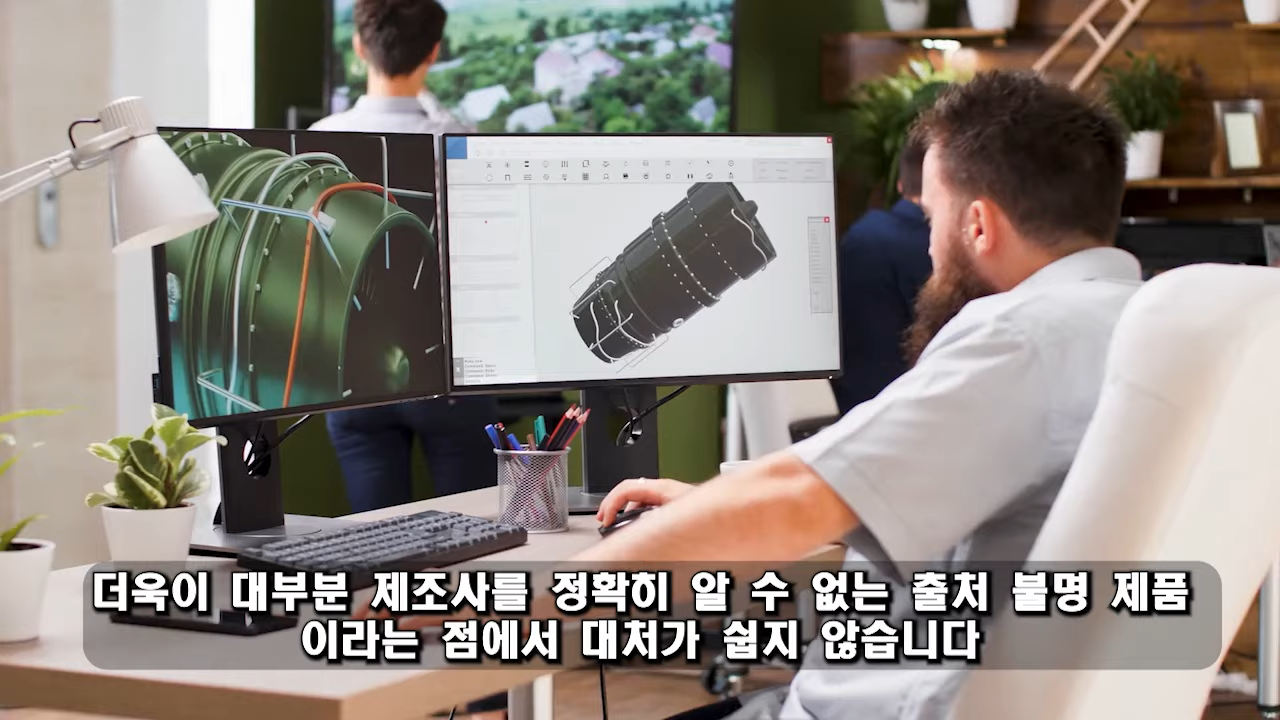 더욱이 대부분 제조사를 정확히 알 수 없는 출처 불명 제품
이라는 점에서 대처가 쉽지 않습니다